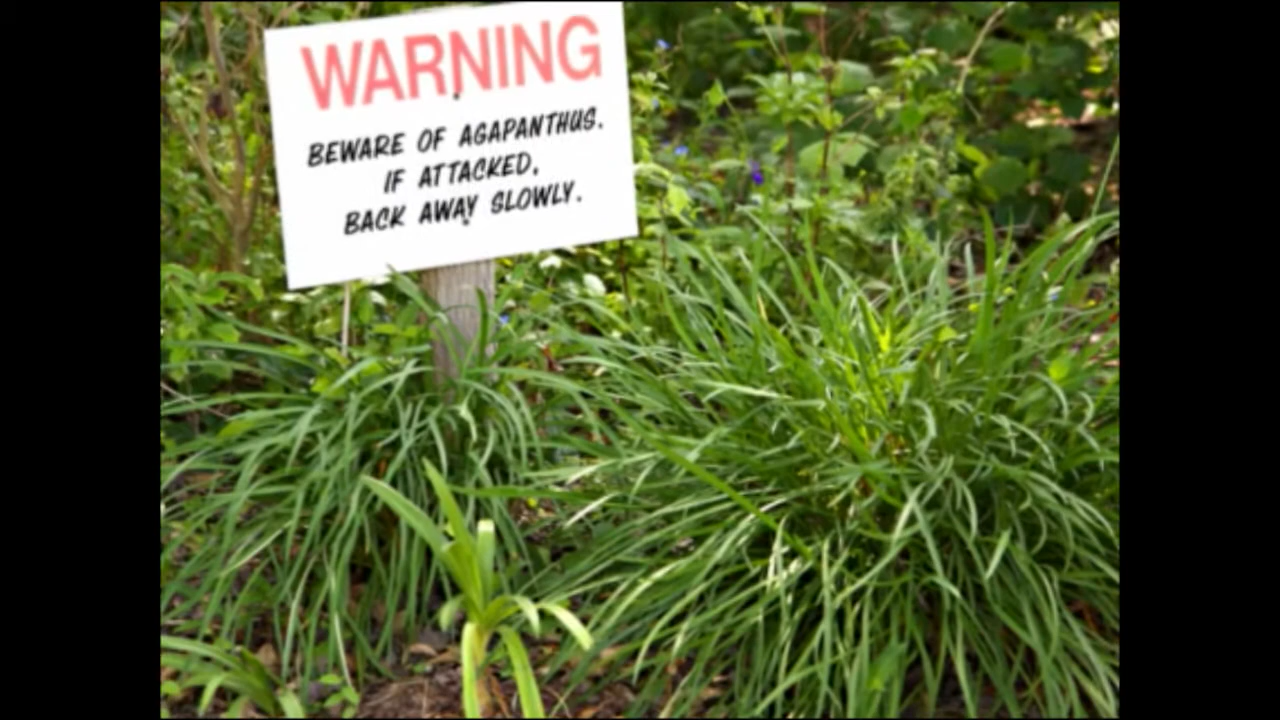 WARNING
BEWARE OF AGAPANTHUS.
IF ATTACKED,
BACK AWAY SLOWLY.